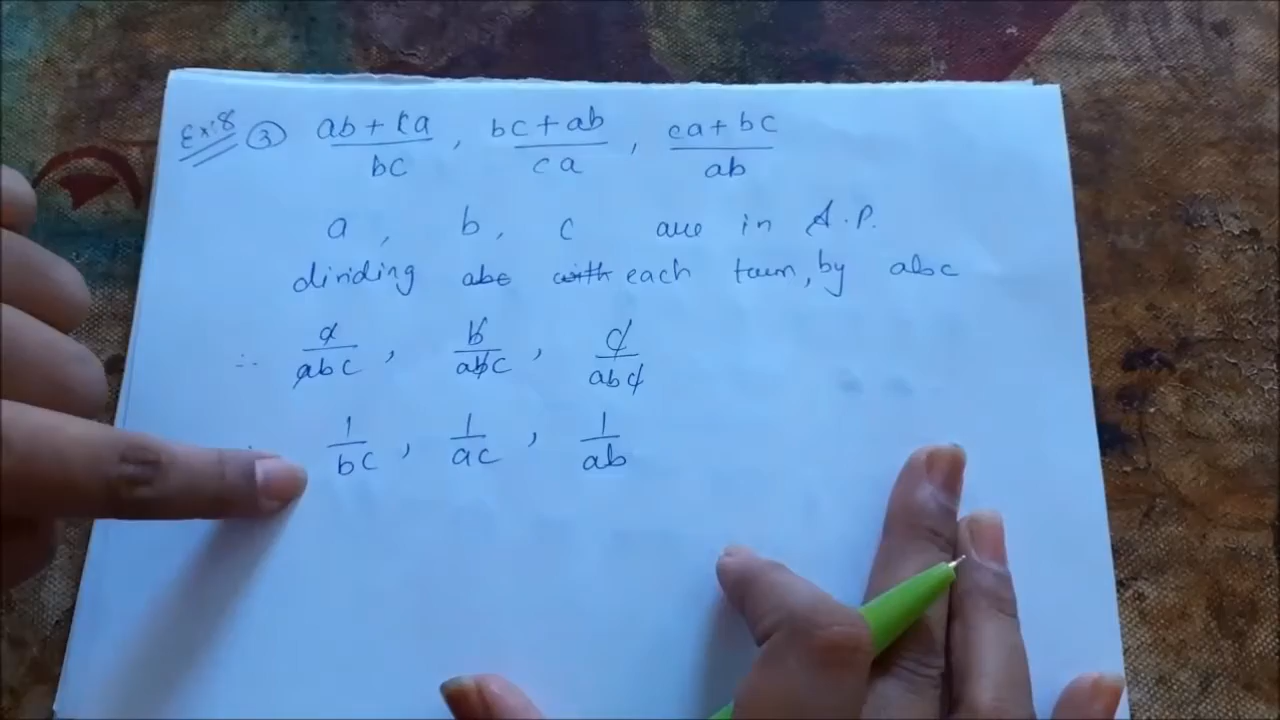 Ex:8 ③ ab + ca / bc , bc + ab / ca , ca + bc / ab
a , b , c are in A.P.
dividing abc with each term, by abc
∴ a/abc , b/abc , c/abc
1/bc , 1/ac , 1/ab